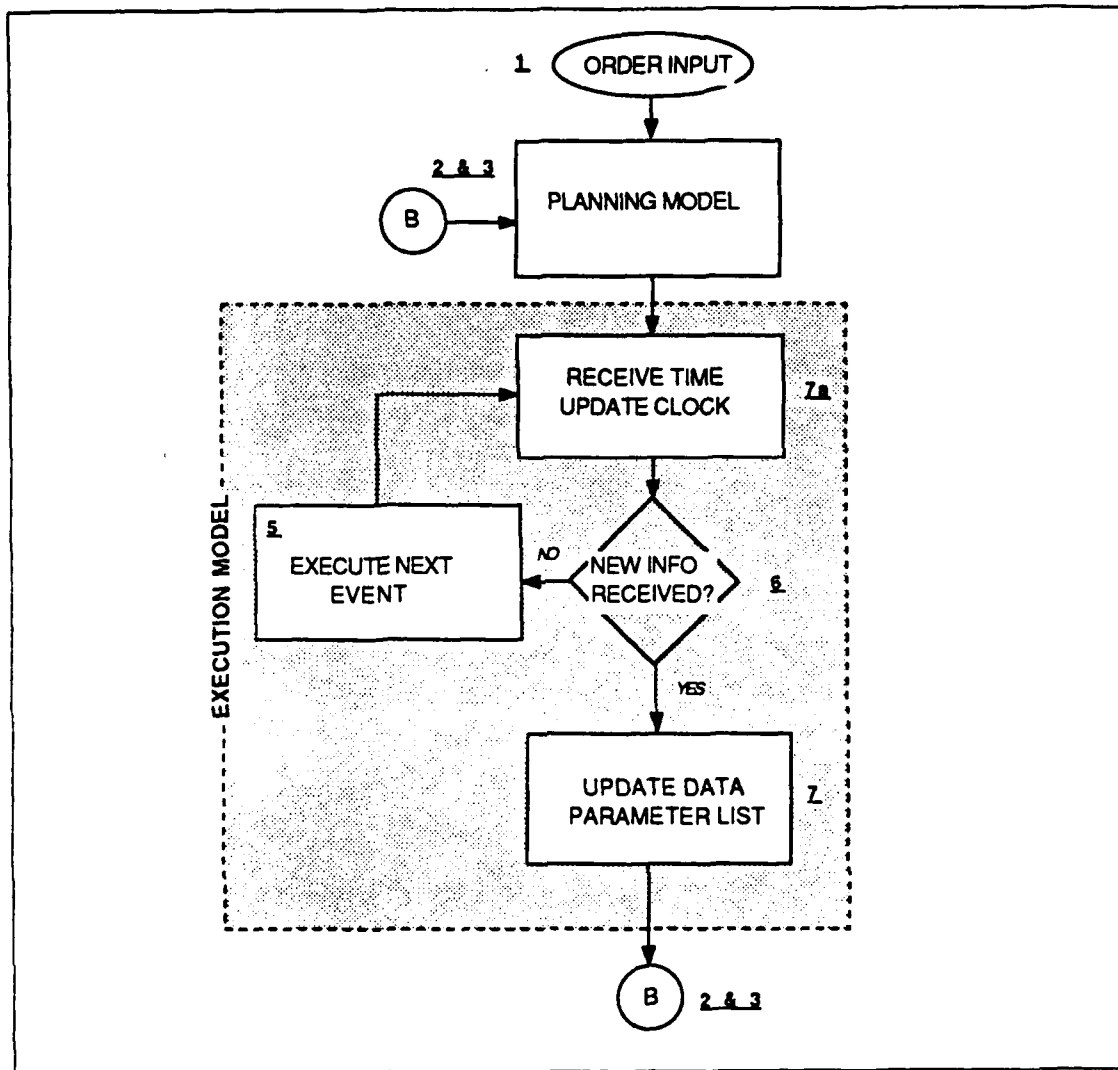 1
ORDER INPUT
2 & 3
B
PLANNING MODEL
RECEIVE TIME
UPDATE CLOCK
7a
EXECUTION MODEL
5
EXECUTE NEXT
EVENT
NO
NEW INFO
RECEIVED?
6
YES
UPDATE DATA
PARAMETER LIST
7
B
2 & 3